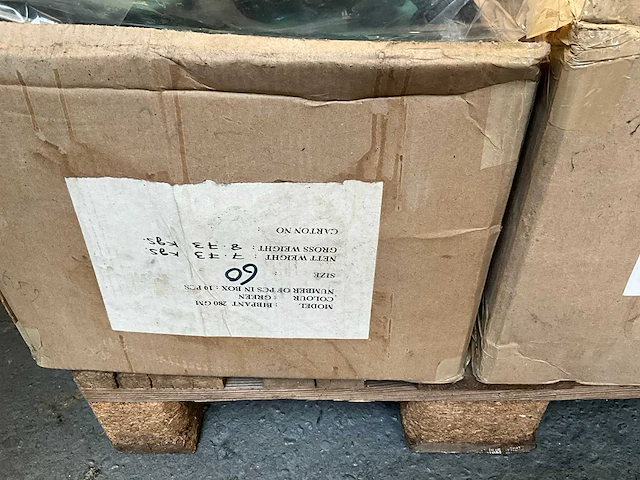 MODEL : BIBPANT 280 GM
COLOUR : GREEN
NUMBER OF PCS IN BOX : 10 PCS
SIZE : 60
NETT WEIGHT : 7.73 kgs.
GROSS WEIGHT : 8.73 kgs.
CARTON NO :